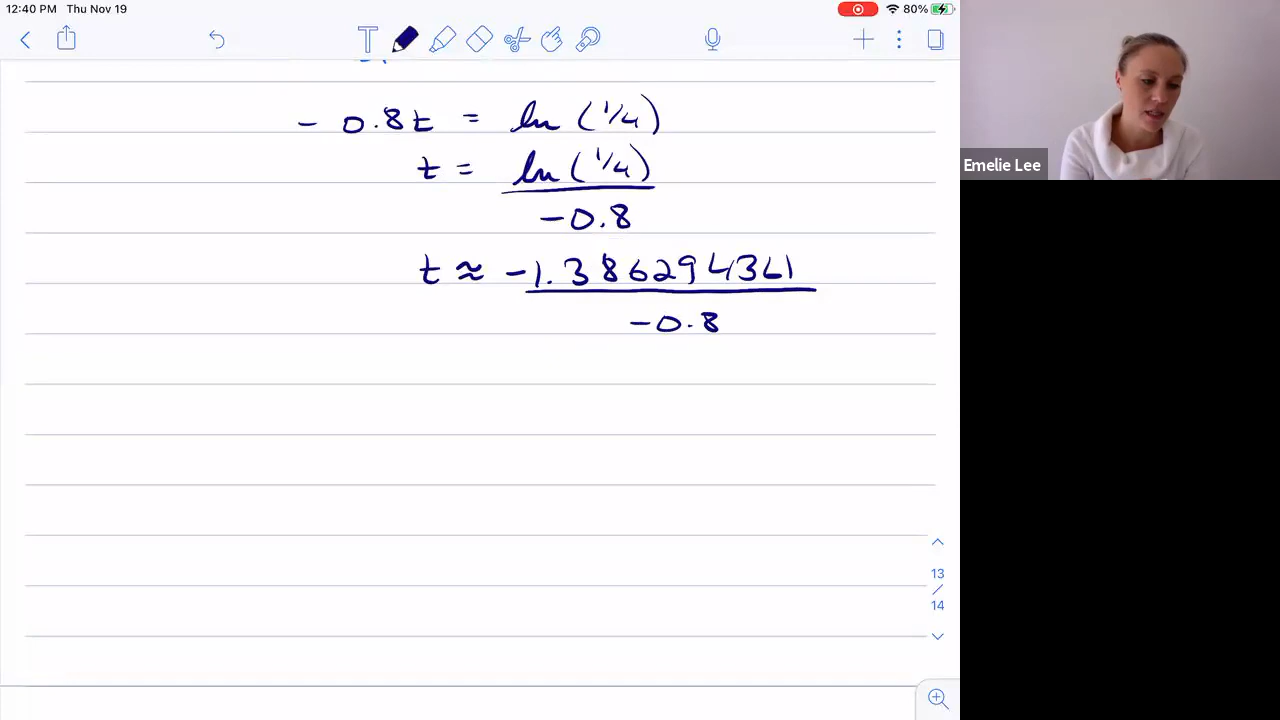 12:40 PM Thu Nov 19
80%
T
- 0.8t = ln (1/4)
t = ln (1/4)
-0.8
t ≈ -1.386294361
-0.8
Emelie Lee
13
/
14